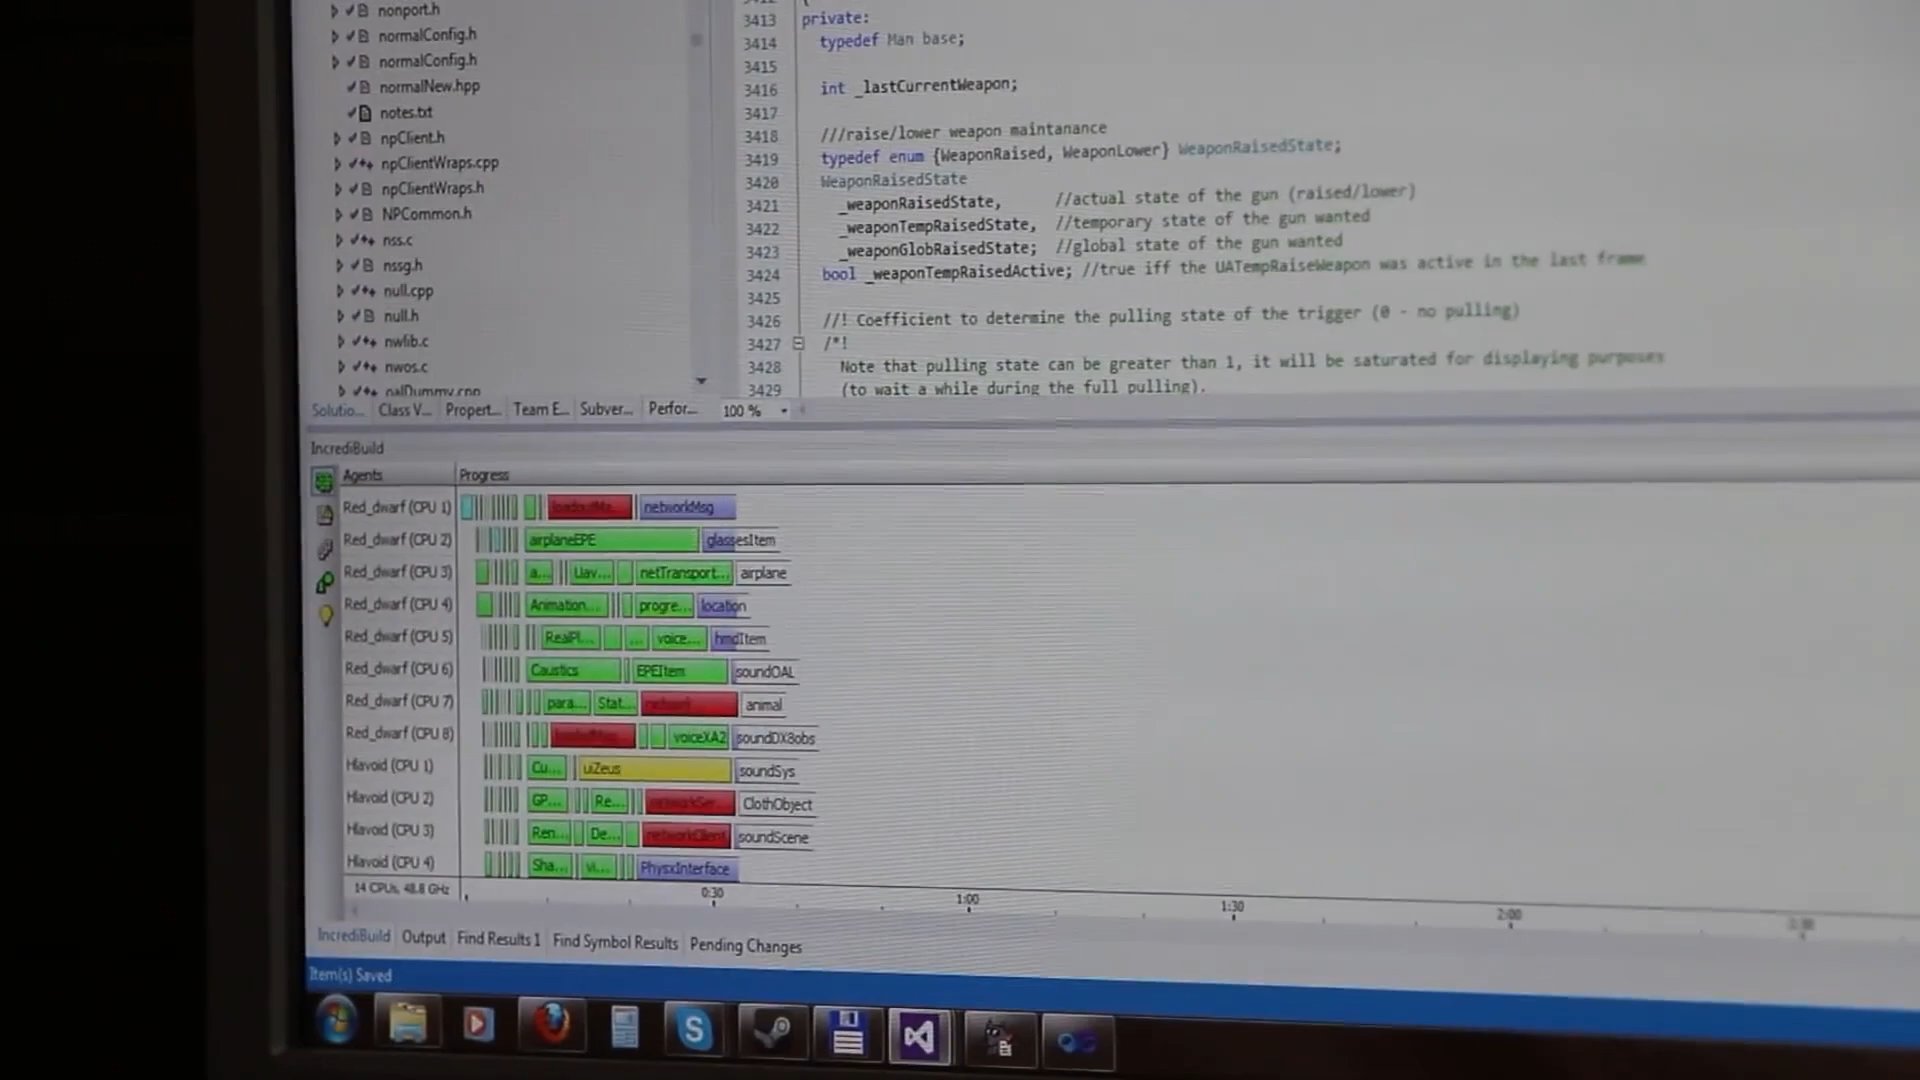 nonport.h
normalConfig.h
normalConfig.h
normalNew.hpp
notes.txt
npClient.h
npClientWraps.cpp
npClientWraps.h
NPCommon.h
nss.c
nssg.h
null.cpp
null.h
nwlib.c
nwos.c
oalDummy.cpp
Solutio... Class V... Propert... Team E... Subver... Perfor...
3413 private:
3414 typedef Man base;
3415
3416 int _lastCurrentWeapon;
3417
3418 ///raise/lower weapon maintanance
3419 typedef enum {WeaponRaised, WeaponLower} WeaponRaisedState;
3420 WeaponRaisedState
3421 _weaponRaisedState, //actual state of the gun (raised/lower)
3422 _weaponTempRaisedState, //temporary state of the gun wanted
3423 _weaponGlobRaisedState; //global state of the gun wanted
3424 bool _weaponTempRaisedActive; //true iff the UATempRaiseWeapon was active in the last frame
3425
3426 //! Coefficient to determine the pulling state of the trigger (0 - no pulling)
3427 /*!
3428 Note that pulling state can be greater than 1, it will be saturated for displaying purposes
3429 (to wait a while during the full pulling).
100 %
IncrediBuild
Agents Progress
Red_dwarf (CPU 1) networkMsg
Red_dwarf (CPU 2) airplaneEPE glassesItem
Red_dwarf (CPU 3) a... Uav... netTransport... airplane
Red_dwarf (CPU 4) Animation... progre... location
Red_dwarf (CPU 5) RealPl... ... voice... hmdItem
Red_dwarf (CPU 6) Caustics EPEItem soundOAL
Red_dwarf (CPU 7) para... Stat... network animal
Red_dwarf (CPU 8) voiceXA2 soundDX8obs
Hlavoid (CPU 1) Cu... uiZeus soundSys
Hlavoid (CPU 2) GP... Re... networkSer... ClothObject
Hlavoid (CPU 3) Ren... De... networkClient soundScene
Hlavoid (CPU 4) Sha... vi... PhysxInterface
14 CPUs, 48.8 GHz 0:30 1:00 1:30 2:00
IncrediBuild Output Find Results 1 Find Symbol Results Pending Changes
Item(s) Saved